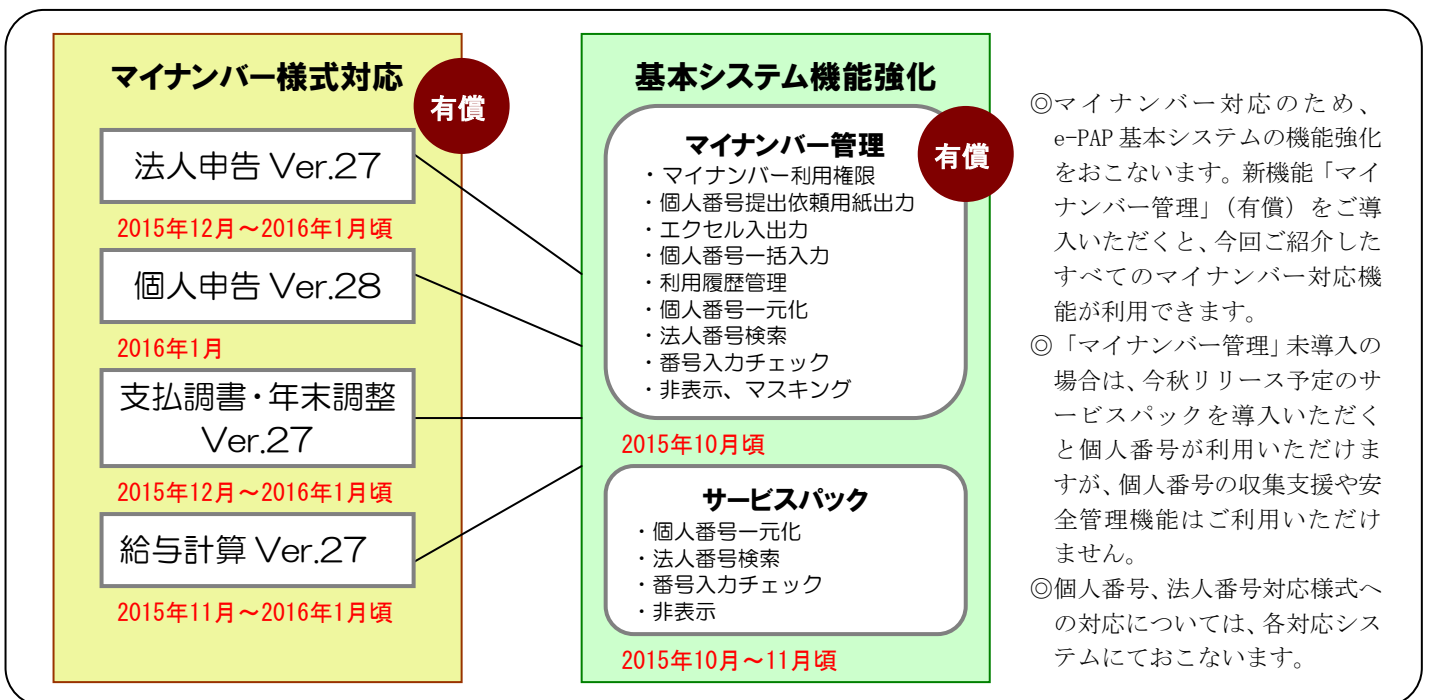 マイナンバー様式対応
有償
法人申告 Ver.27
2015年12月～2016年1月頃
個人申告 Ver.28
2016年1月
支払調書・年末調整
Ver.27
2015年12月～2016年1月頃
給与計算 Ver.27
2015年11月～2016年1月頃
基本システム機能強化
マイナンバー管理
有償
・マイナンバー利用権限
・個人番号提出依頼用紙出力
・エクセル入出力
・個人番号一括入力
・利用履歴管理
・個人番号一元化
・法人番号検索
・番号入力チェック
・非表示、マスキング
2015年10月頃
サービスパック
・個人番号一元化
・法人番号検索
・番号入力チェック
・非表示
2015年10月～11月頃
◎マイナンバー対応のため、
e-PAP 基本システムの機能強化
をおこないます。新機能「マイ
ナンバー管理」（有償）をご導
入いただくと、今回ご紹介した
すべてのマイナンバー対応機
能が利用できます。
◎「マイナンバー管理」未導入の
場合は、今秋リリース予定のサ
ービスパックを導入いただく
と個人番号が利用いただけま
すが、個人番号の収集支援や安
全管理機能はご利用いただけ
ません。
◎個人番号、法人番号対応様式へ
の対応については、各対応シス
テムにておこないます。